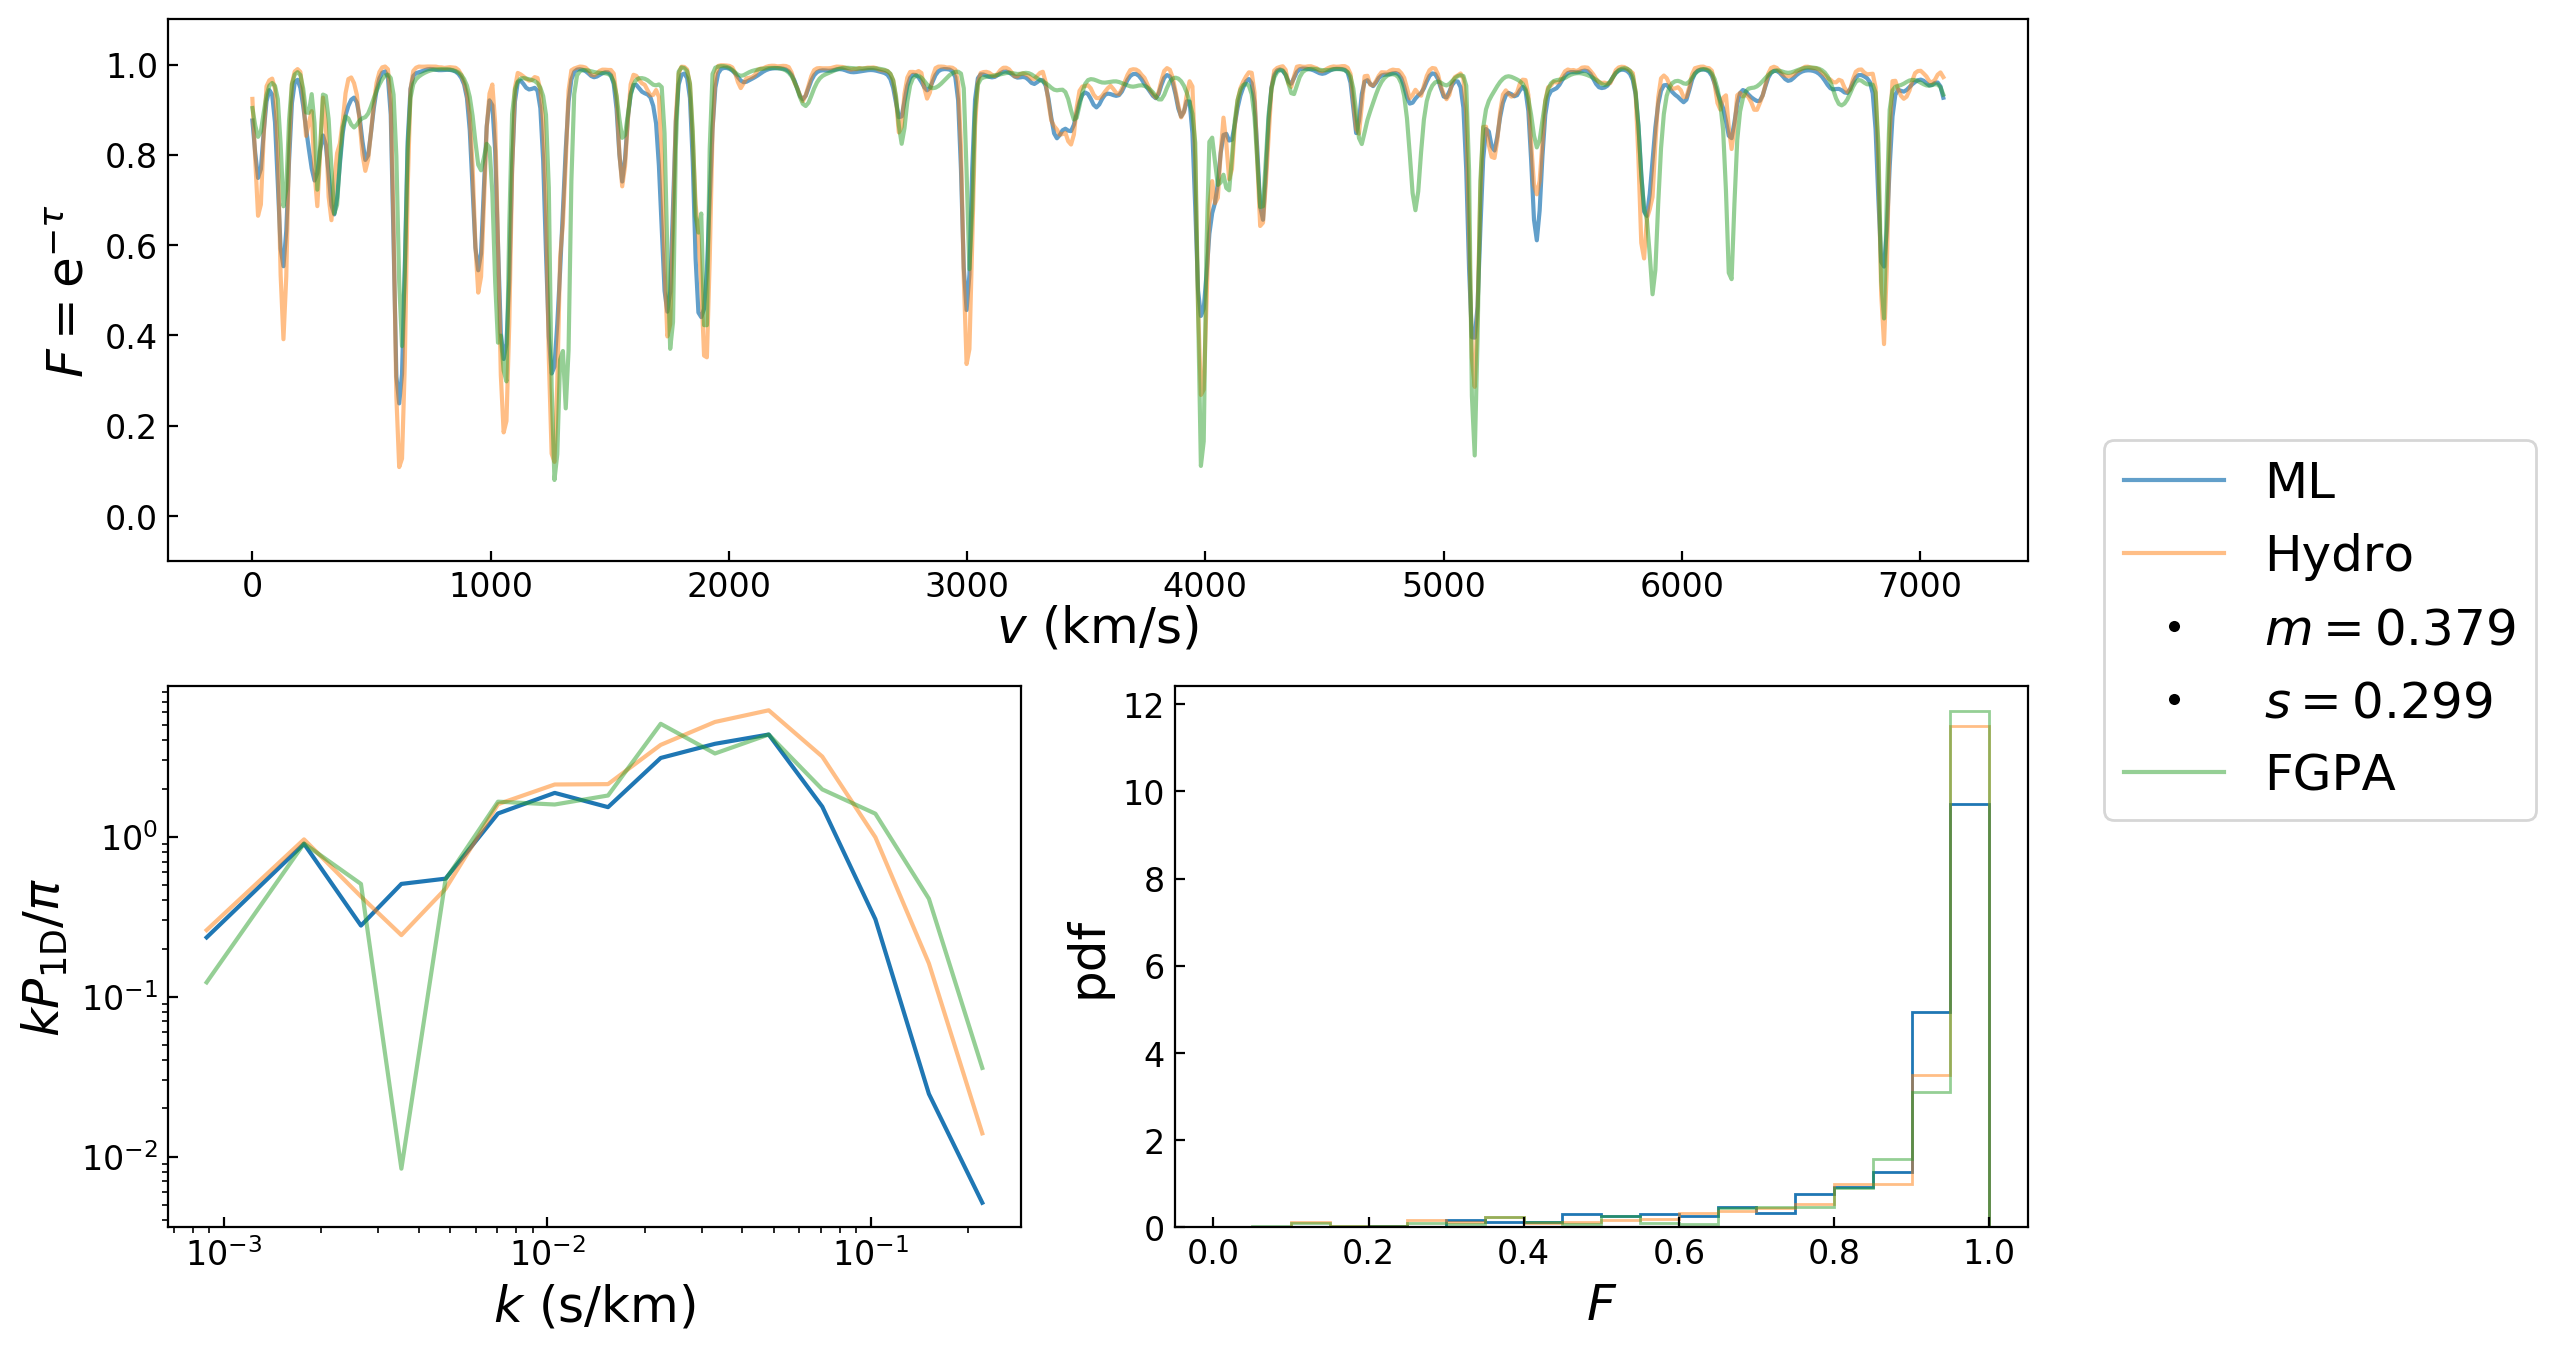 F = e^{−τ}
1.0
0.8
0.6
0.4
0.2
0.0
0 1000 2000 3000 4000 5000 6000 7000
v (km/s)
ML
Hydro
m = 0.379
s = 0.299
FGPA
kP_{1D}/π
10^{0}
10^{−1}
10^{−2}
10^{−3} 10^{−2} 10^{−1}
k (s/km)
pdf
12
10
8
6
4
2
0
0.0 0.2 0.4 0.6 0.8 1.0
F